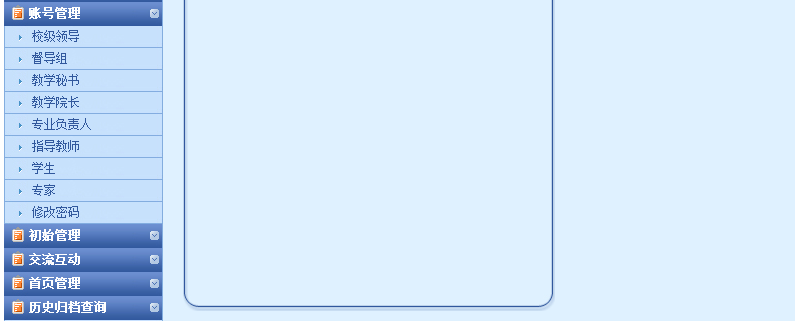 账号管理
校级领导
督导组
教学秘书
教学院长
专业负责人
指导教师
学生
专家
修改密码
初始管理
交流互动
首页管理
历史归档查询